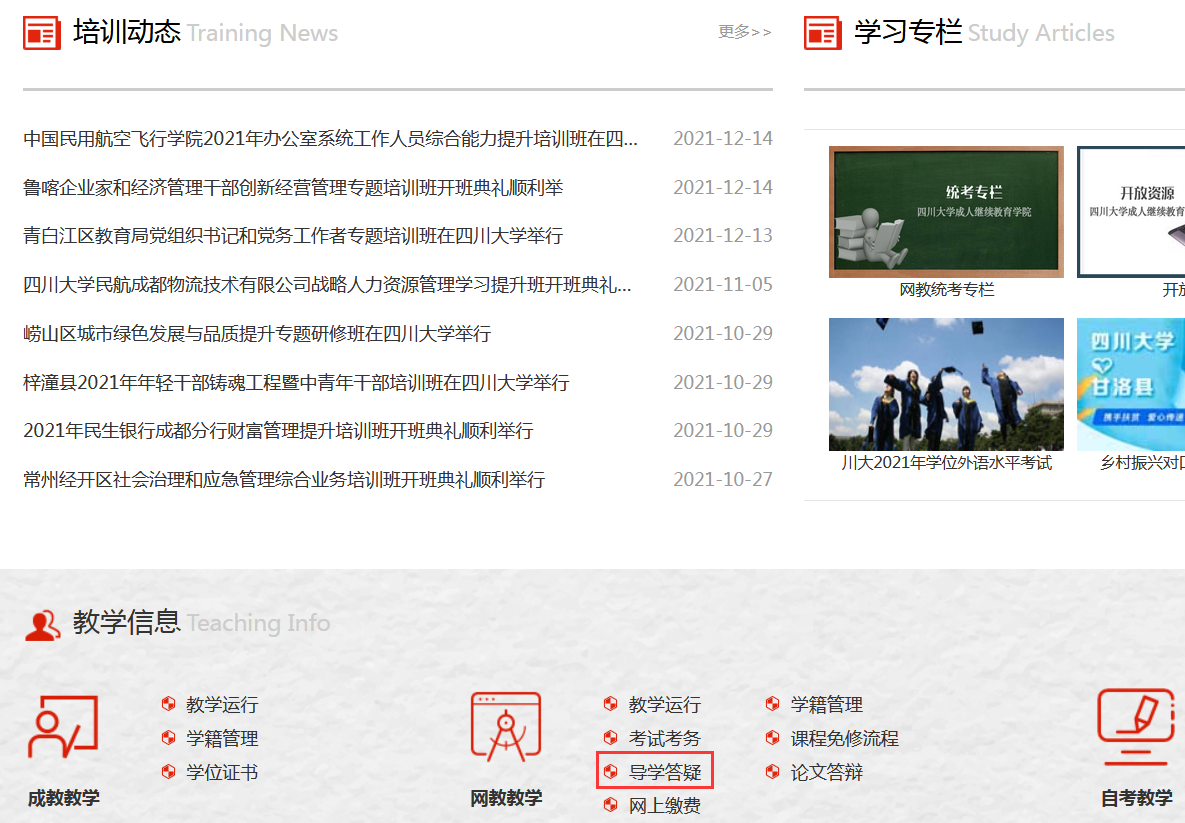 培训动态 Training News
更多>>
中国民用航空飞行学院2021年办公室系统工作人员综合能力提升培训班在四... 2021-12-14
鲁喀企业家和经济管理干部创新经营管理专题培训班开班典礼顺利举 2021-12-14
青白江区教育局党组织书记和党务工作者专题培训班在四川大学举行 2021-12-13
四川大学民航成都物流技术有限公司战略人力资源管理学习提升班开班典礼... 2021-11-05
崂山区城市绿色发展与品质提升专题研修班在四川大学举行 2021-10-29
梓潼县2021年年轻干部铸魂工程暨中青年干部培训班在四川大学举行 2021-10-29
2021年民生银行成都分行财富管理提升培训班开班典礼顺利举行 2021-10-29
常州经开区社会治理和应急管理综合业务培训班开班典礼顺利举行 2021-10-27
学习专栏 Study Articles
统考专栏
四川大学成人继续教育学院
网教统考专栏
开放资源
四川大学成人继续教育
开放
川大2021年学位外语水平考试
四川大学
甘洛县
携手扶贫 爱心传递
乡村振兴对口
教学信息 Teaching Info
成教教学
教学运行
学籍管理
学位证书
网教教学
教学运行
考试考务
导学答疑
网上缴费
学籍管理
课程免修流程
论文答辩
自考教学